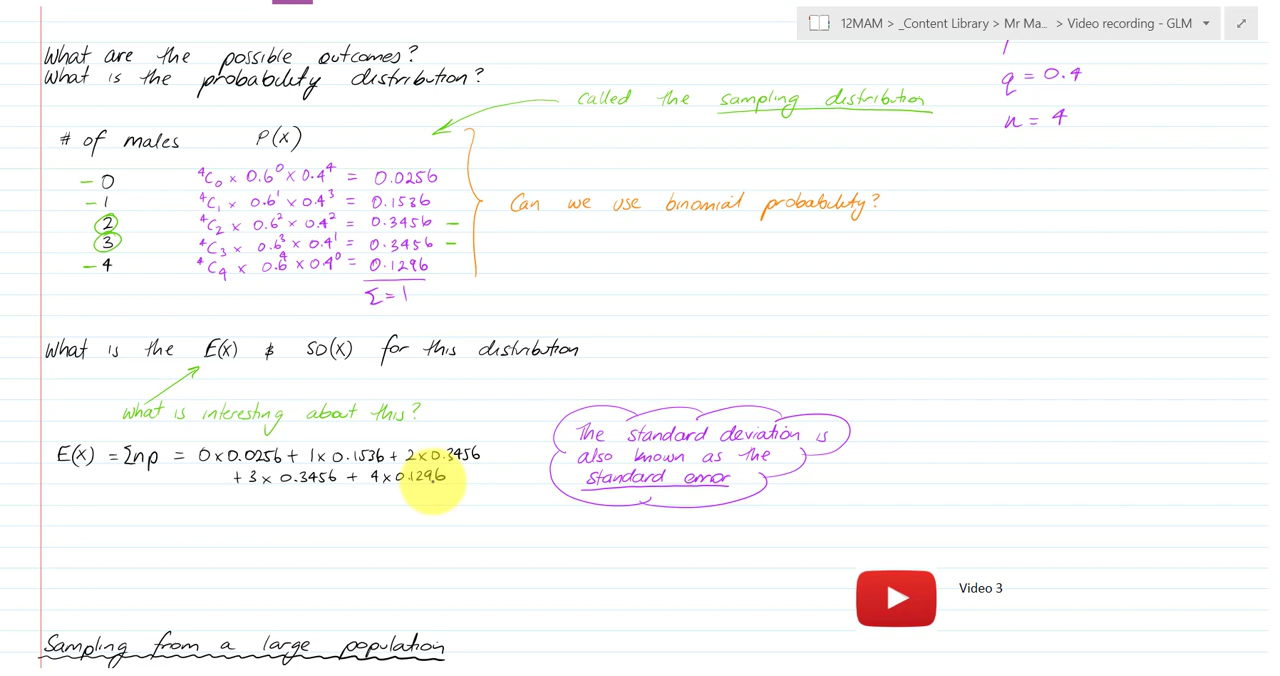 12MAM > _Content Library > Mr Ma... > Video recording - GLM
What are the possible outcomes?
What is the probability distribution?
q = 0.4
n = 4
called the sampling distribution
# of males P(X)
– 0 ⁴C₀ × 0.6⁰ × 0.4⁴ = 0.0256
– 1 ⁴C₁ × 0.6¹ × 0.4³ = 0.1536
2 ⁴C₂ × 0.6² × 0.4² = 0.3456 –
3 ⁴C₃ × 0.6³ × 0.4¹ = 0.3456 –
– 4 ⁴C₄ × 0.6⁴ × 0.4⁰ = 0.1296
Σ = 1
Can we use binomial probability?
What is the E(X) & SD(X) for this distribution
What is interesting about this?
E(X) = Σnp = 0 × 0.0256 + 1 × 0.1536 + 2 × 0.3456
+ 3 × 0.3456 + 4 × 0.1296
The standard deviation is
also known as the
standard error
Video 3
Sampling from a large population